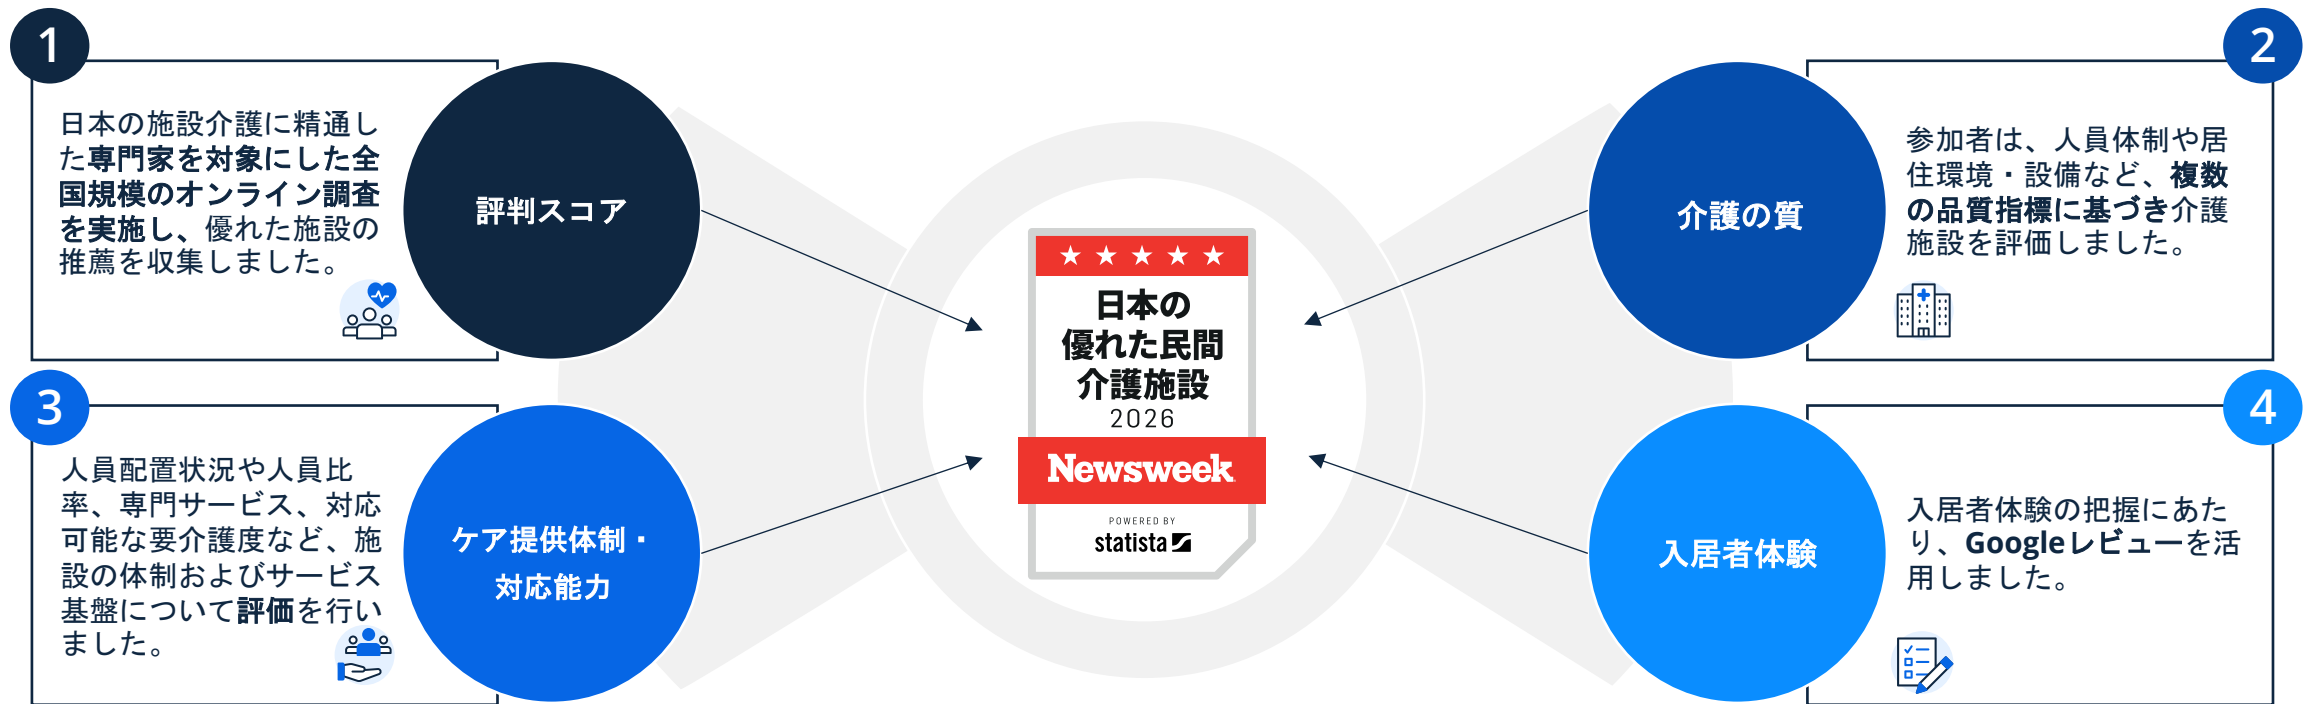 1
日本の施設介護に精通し
た専門家を対象にした全
国規模のオンライン調査
を実施し、優れた施設の
推薦を収集しました。
評判スコア
2
介護の質
参加者は、人員体制や居
住環境・設備など、複数
の品質指標に基づき介護
施設を評価しました。
日本の
優れた民間
介護施設
2026
Newsweek
POWERED BY
statista
3
人員配置状況や人員比
率、専門サービス、対応
可能な要介護度など、施
設の体制およびサービス
基盤について評価を行い
ました。
ケア提供体制・
対応能力
4
入居者体験
入居者体験の把握にあた
り、Googleレビューを活
用しました。